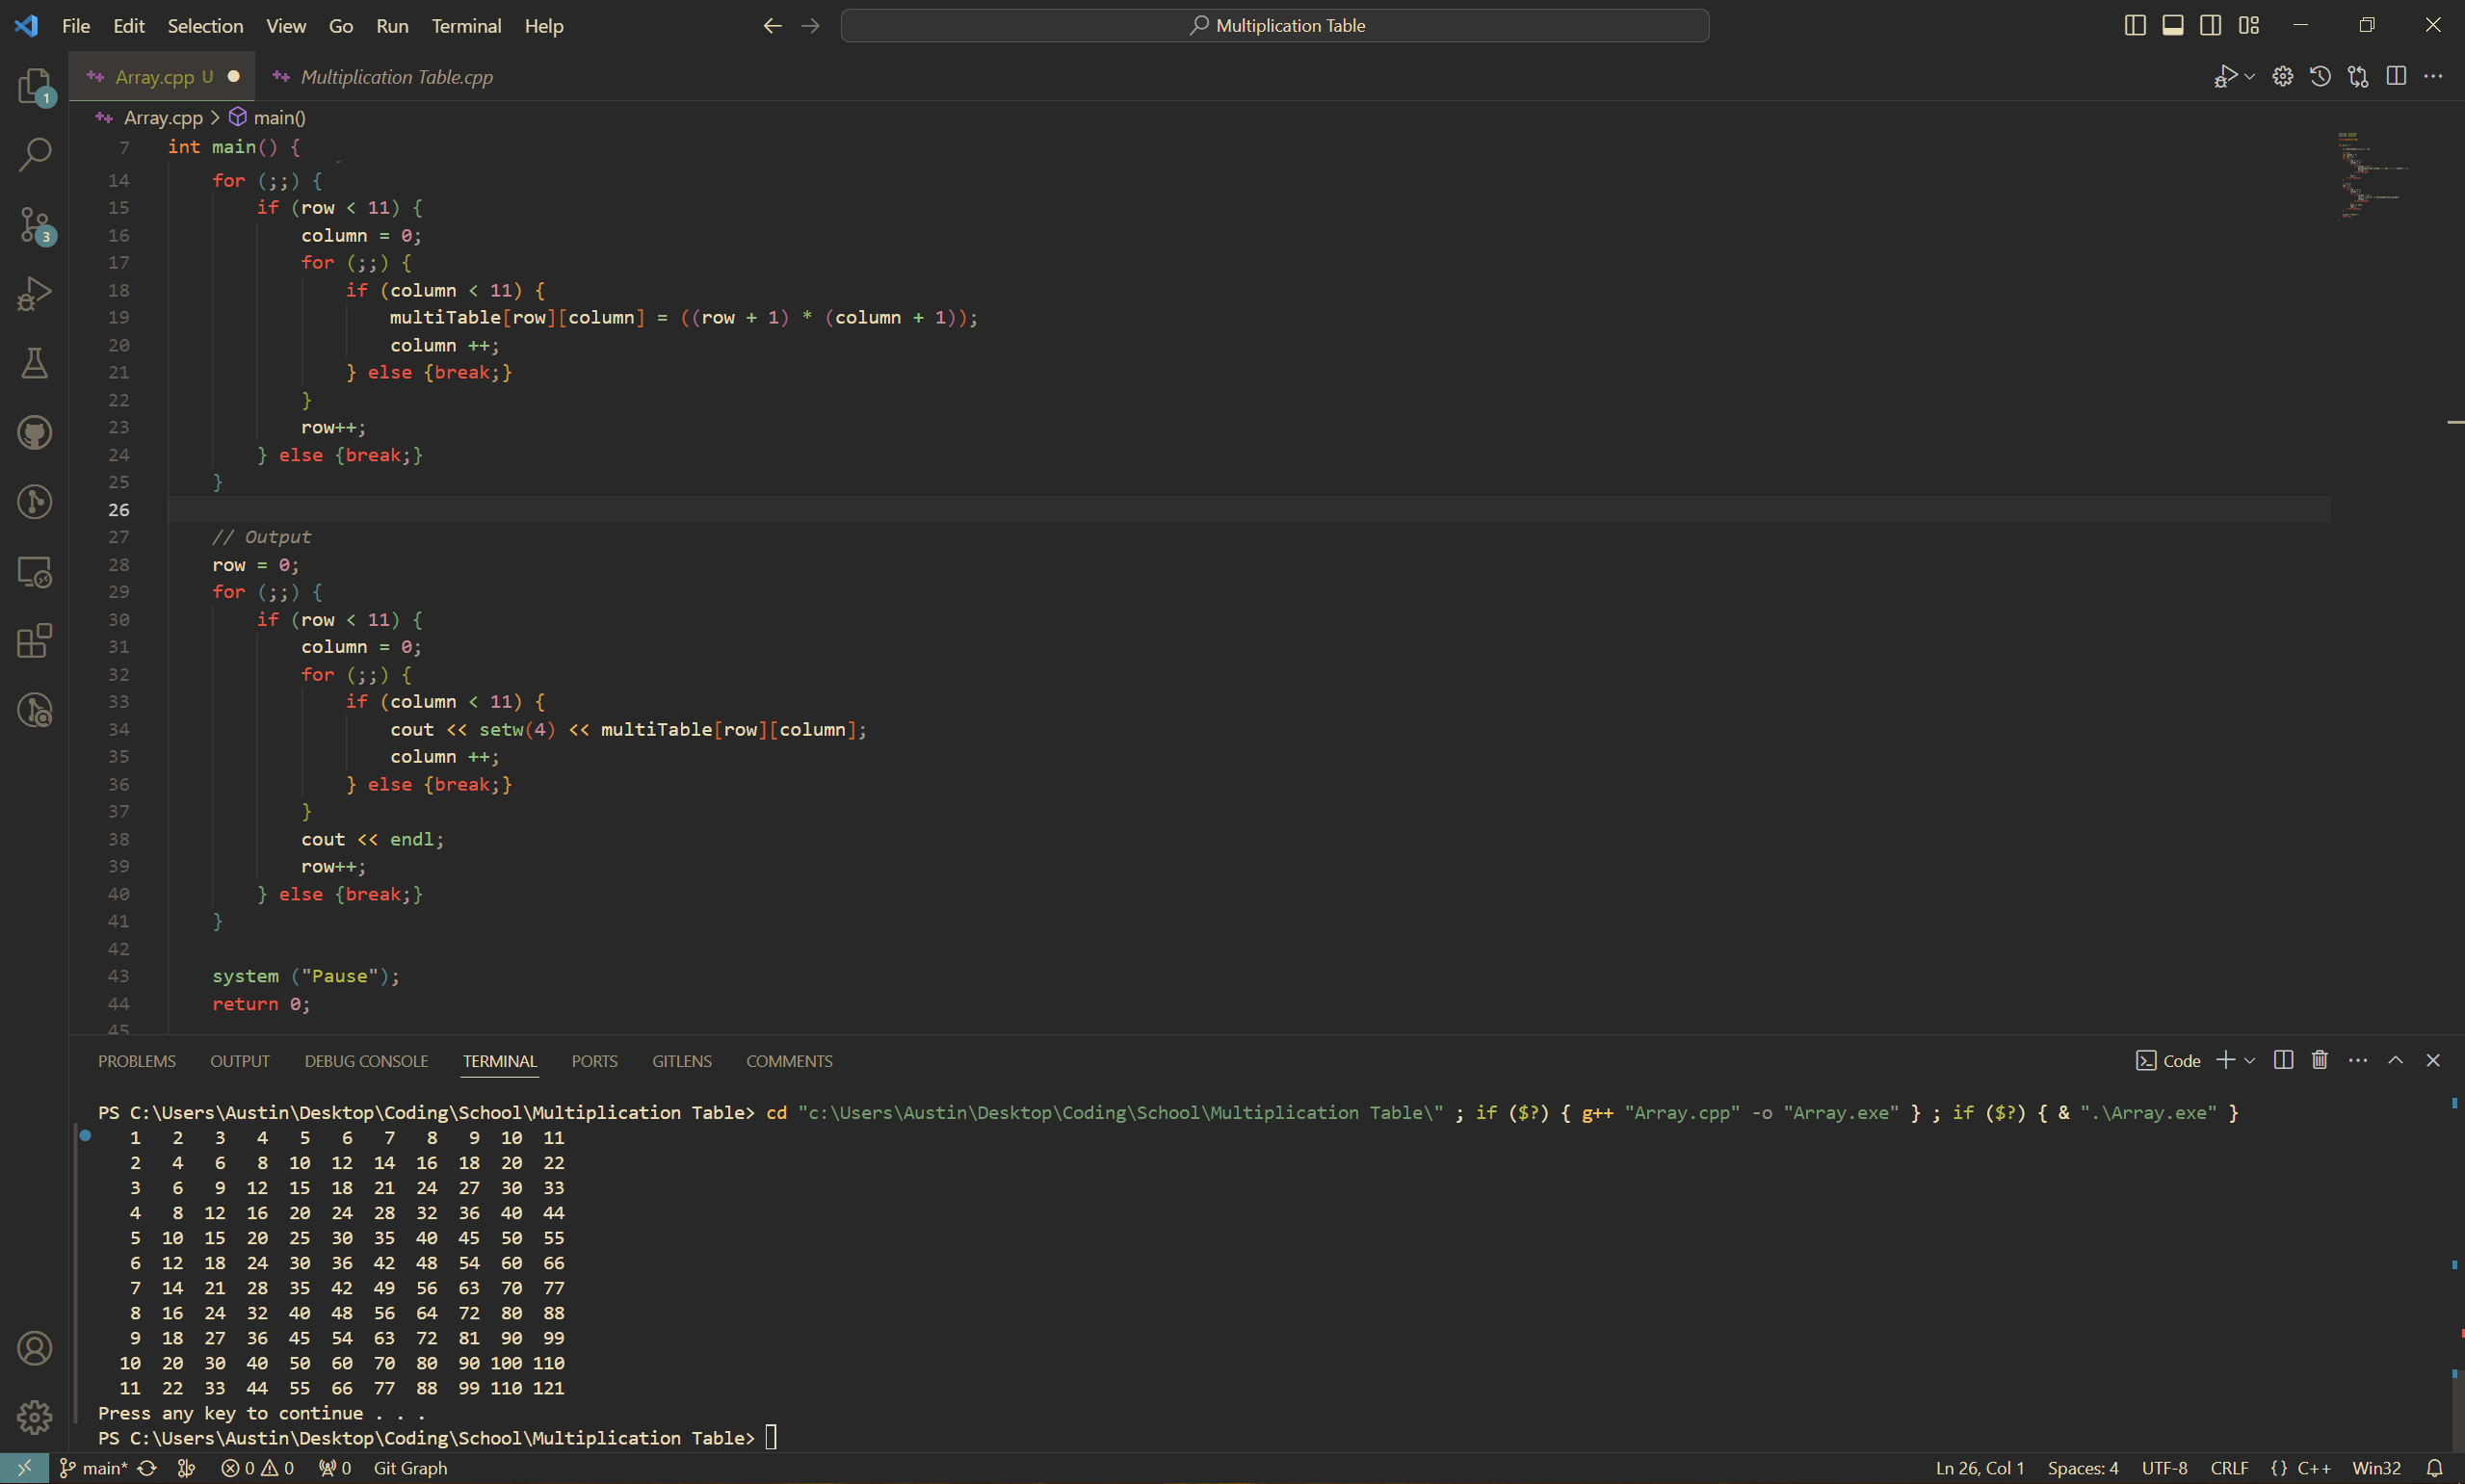 File Edit Selection View Go Run Terminal Help
Multiplication Table
1
3
Array.cpp U
Multiplication Table.cpp
Array.cpp > main()
7 int main() {
14 for (;;) {
15 if (row < 11) {
16 column = 0;
17 for (;;) {
18 if (column < 11) {
19 multiTable[row][column] = ((row + 1) * (column + 1));
20 column ++;
21 } else {break;}
22 }
23 row++;
24 } else {break;}
25 }
26
27 // Output
28 row = 0;
29 for (;;) {
30 if (row < 11) {
31 column = 0;
32 for (;;) {
33 if (column < 11) {
34 cout << setw(4) << multiTable[row][column];
35 column ++;
36 } else {break;}
37 }
38 cout << endl;
39 row++;
40 } else {break;}
41 }
42
43 system ("Pause");
44 return 0;
45
PROBLEMS OUTPUT DEBUG CONSOLE TERMINAL PORTS GITLENS COMMENTS
Code
PS C:\Users\Austin\Desktop\Coding\School\Multiplication Table> cd "c:\Users\Austin\Desktop\Coding\School\Multiplication Table\" ; if ($?) { g++ "Array.cpp" -o "Array.exe" } ; if ($?) { & ".\Array.exe" }
1 2 3 4 5 6 7 8 9 10 11
2 4 6 8 10 12 14 16 18 20 22
3 6 9 12 15 18 21 24 27 30 33
4 8 12 16 20 24 28 32 36 40 44
5 10 15 20 25 30 35 40 45 50 55
6 12 18 24 30 36 42 48 54 60 66
7 14 21 28 35 42 49 56 63 70 77
8 16 24 32 40 48 56 64 72 80 88
9 18 27 36 45 54 63 72 81 90 99
10 20 30 40 50 60 70 80 90 100 110
11 22 33 44 55 66 77 88 99 110 121
Press any key to continue . . .
PS C:\Users\Austin\Desktop\Coding\School\Multiplication Table>
main* 0 0 0 Git Graph
Ln 26, Col 1 Spaces: 4 UTF-8 CRLF {} C++ Win32